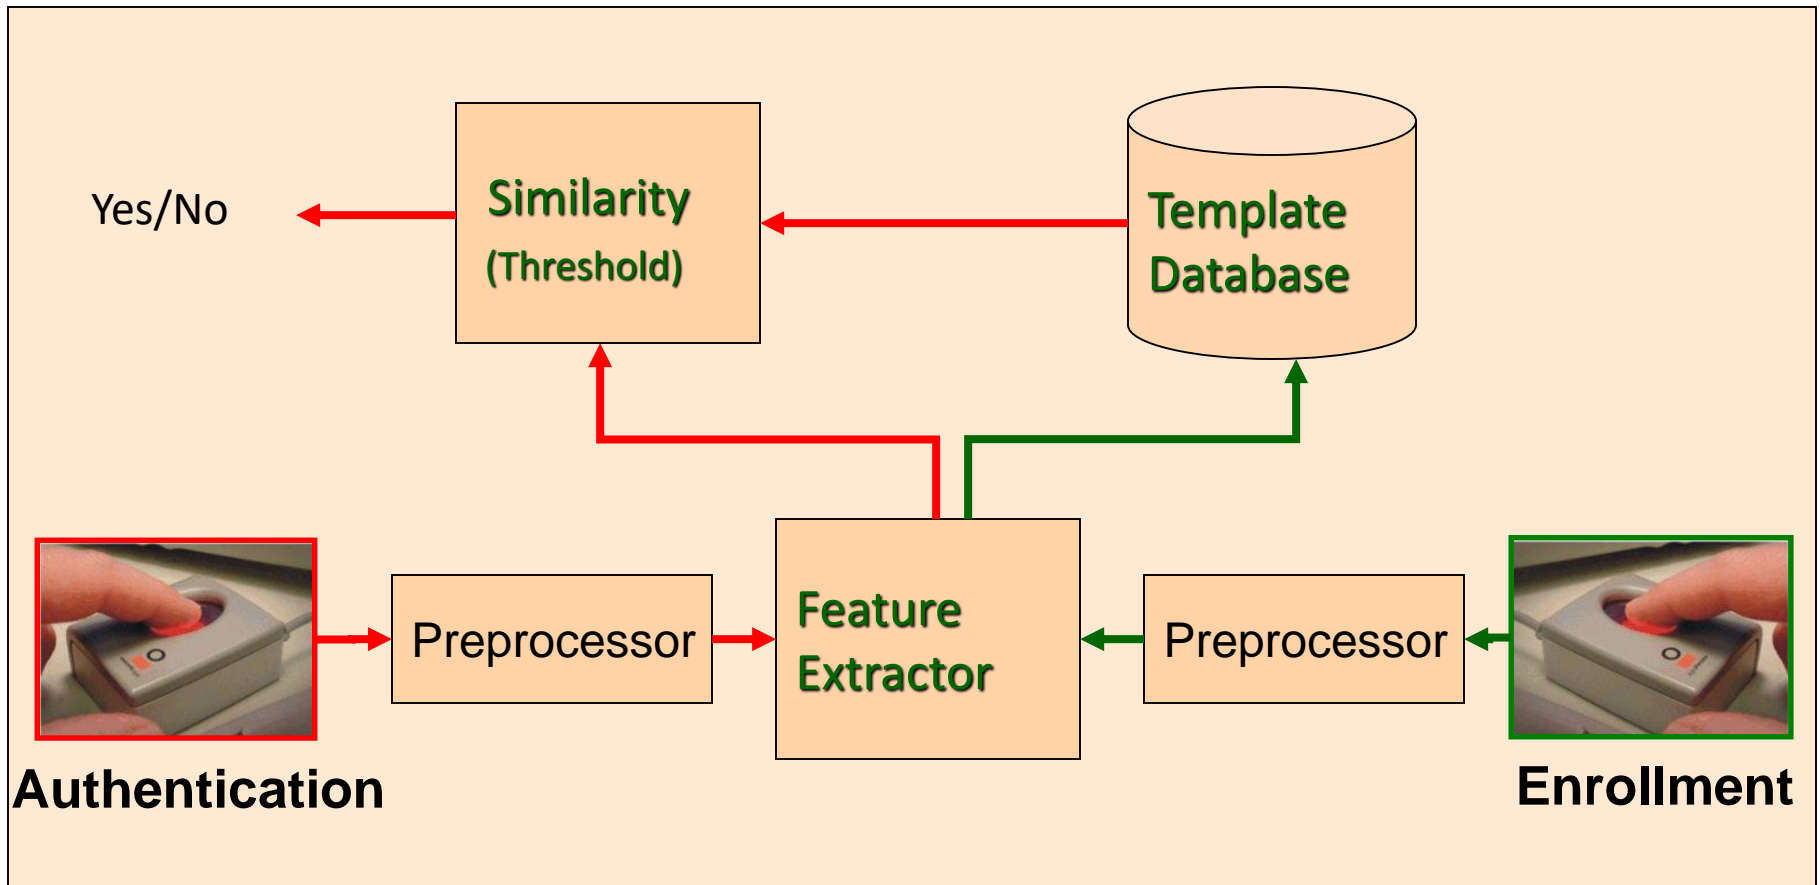 Yes/No
Similarity
(Threshold)
Template
Database
Preprocessor
Feature
Extractor
Preprocessor
Authentication
Enrollment